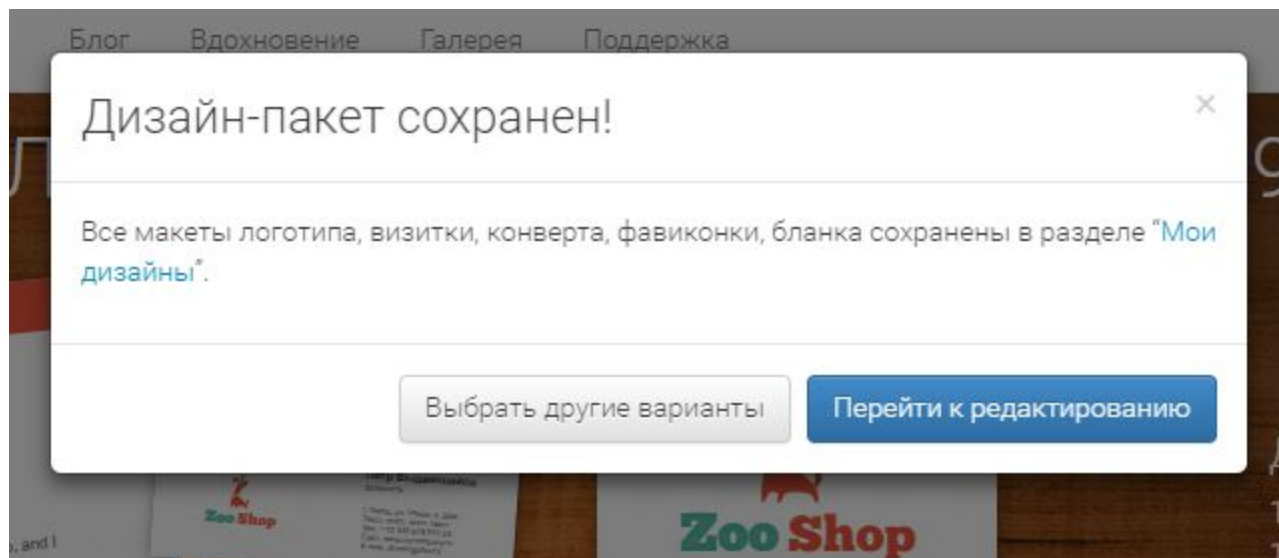 Блог Вдохновение Галерея Поддержка
Дизайн-пакет сохранен!
×
Все макеты логотипа, визитки, конверта, фавиконки, бланка сохранены в разделе “Мои
дизайны”.
Выбрать другие варианты
Перейти к редактированию
Zoo Shop
Zoo Shop
, and I